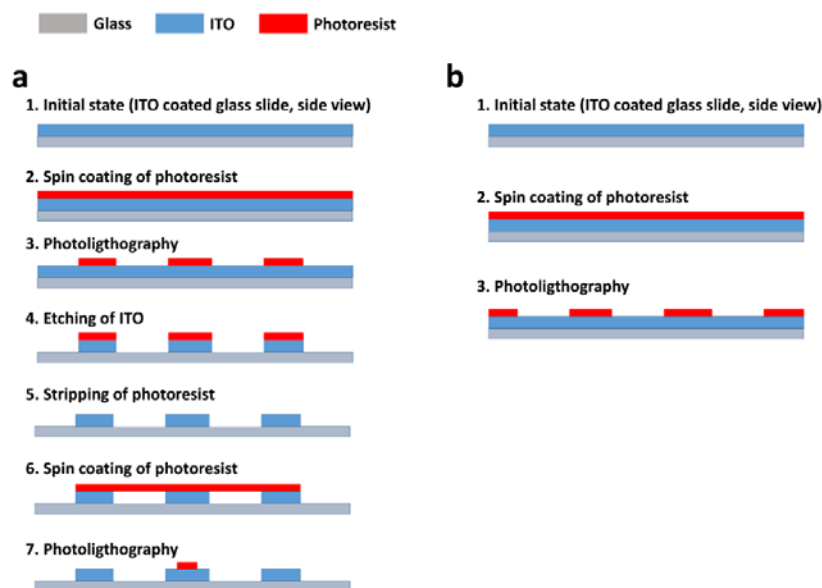 Glass ITO Photoresist
a
1. Initial state (ITO coated glass slide, side view)
2. Spin coating of photoresist
3. Photoligthography
4. Etching of ITO
5. Stripping of photoresist
6. Spin coating of photoresist
7. Photoligthography
b
1. Initial state (ITO coated glass slide, side view)
2. Spin coating of photoresist
3. Photoligthography